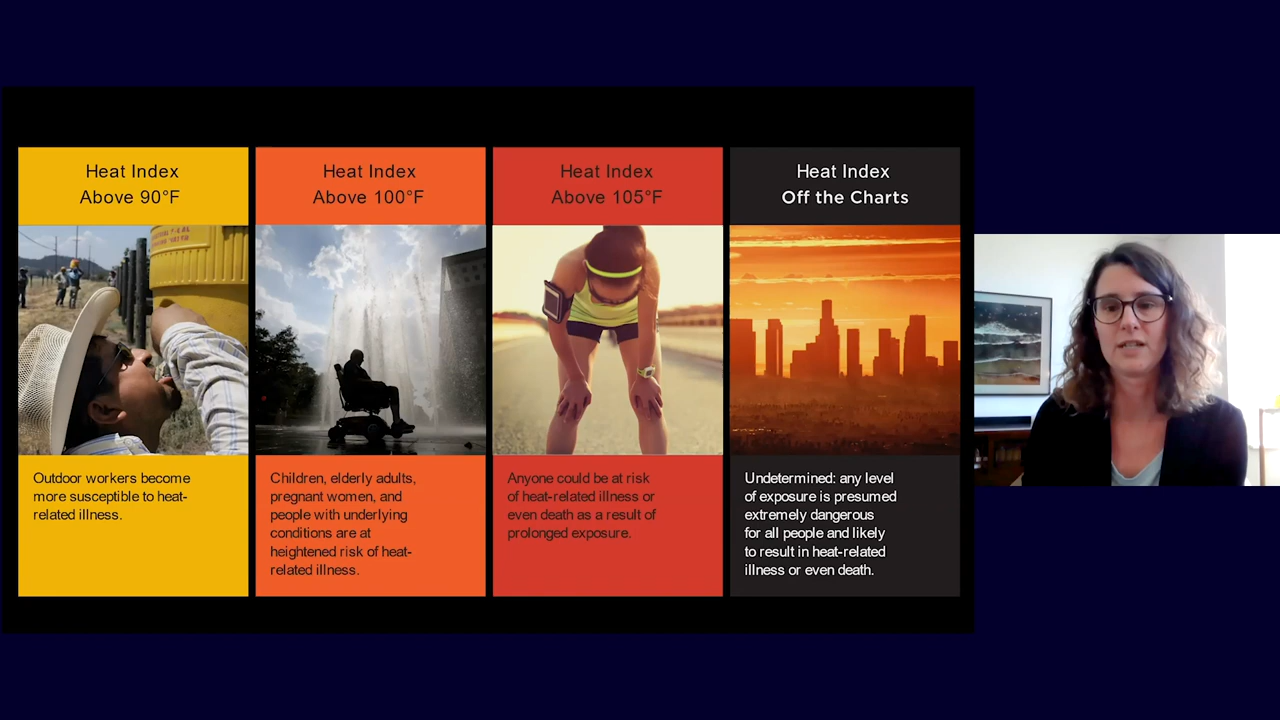 Heat Index
Above 90°F
Outdoor workers become
more susceptible to heat-
related illness.
Heat Index
Above 100°F
Children, elderly adults,
pregnant women, and
people with underlying
conditions are at
heightened risk of heat-
related illness.
Heat Index
Above 105°F
Anyone could be at risk
of heat-related illness or
even death as a result of
prolonged exposure.
Heat Index
Off the Charts
Undetermined: any level
of exposure is presumed
extremely dangerous
for all people and likely
to result in heat-related
illness or even death.